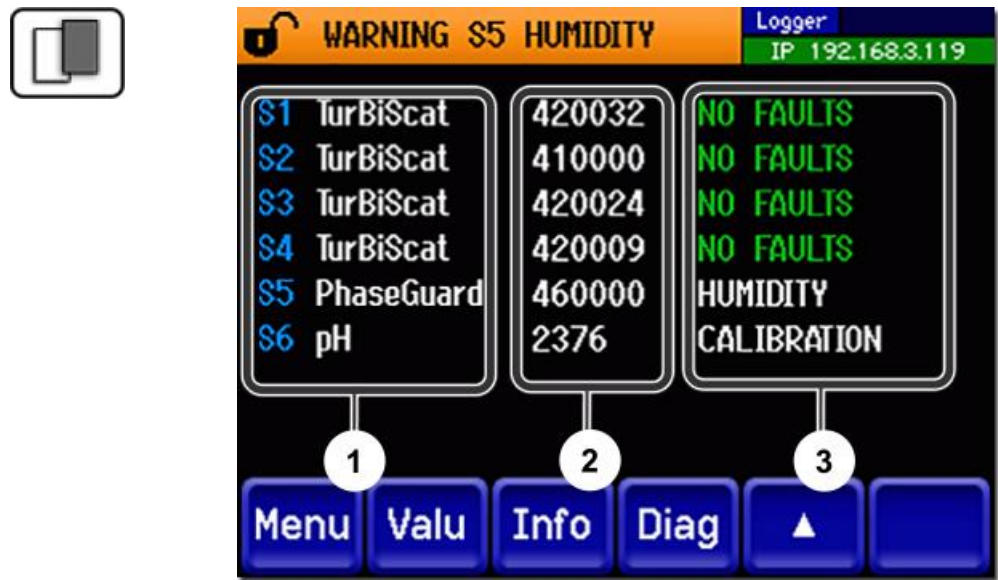 WARNING S5 HUMIDITY
Logger
IP 192.168.3.119
S1 TurBiScat 420032 NO FAULTS
S2 TurBiScat 410000 NO FAULTS
S3 TurBiScat 420024 NO FAULTS
S4 TurBiScat 420009 NO FAULTS
S5 PhaseGuard 460000 HUMIDITY
S6 pH 2376 CALIBRATION
1 2 3
Menu Valu Info Diag ▲